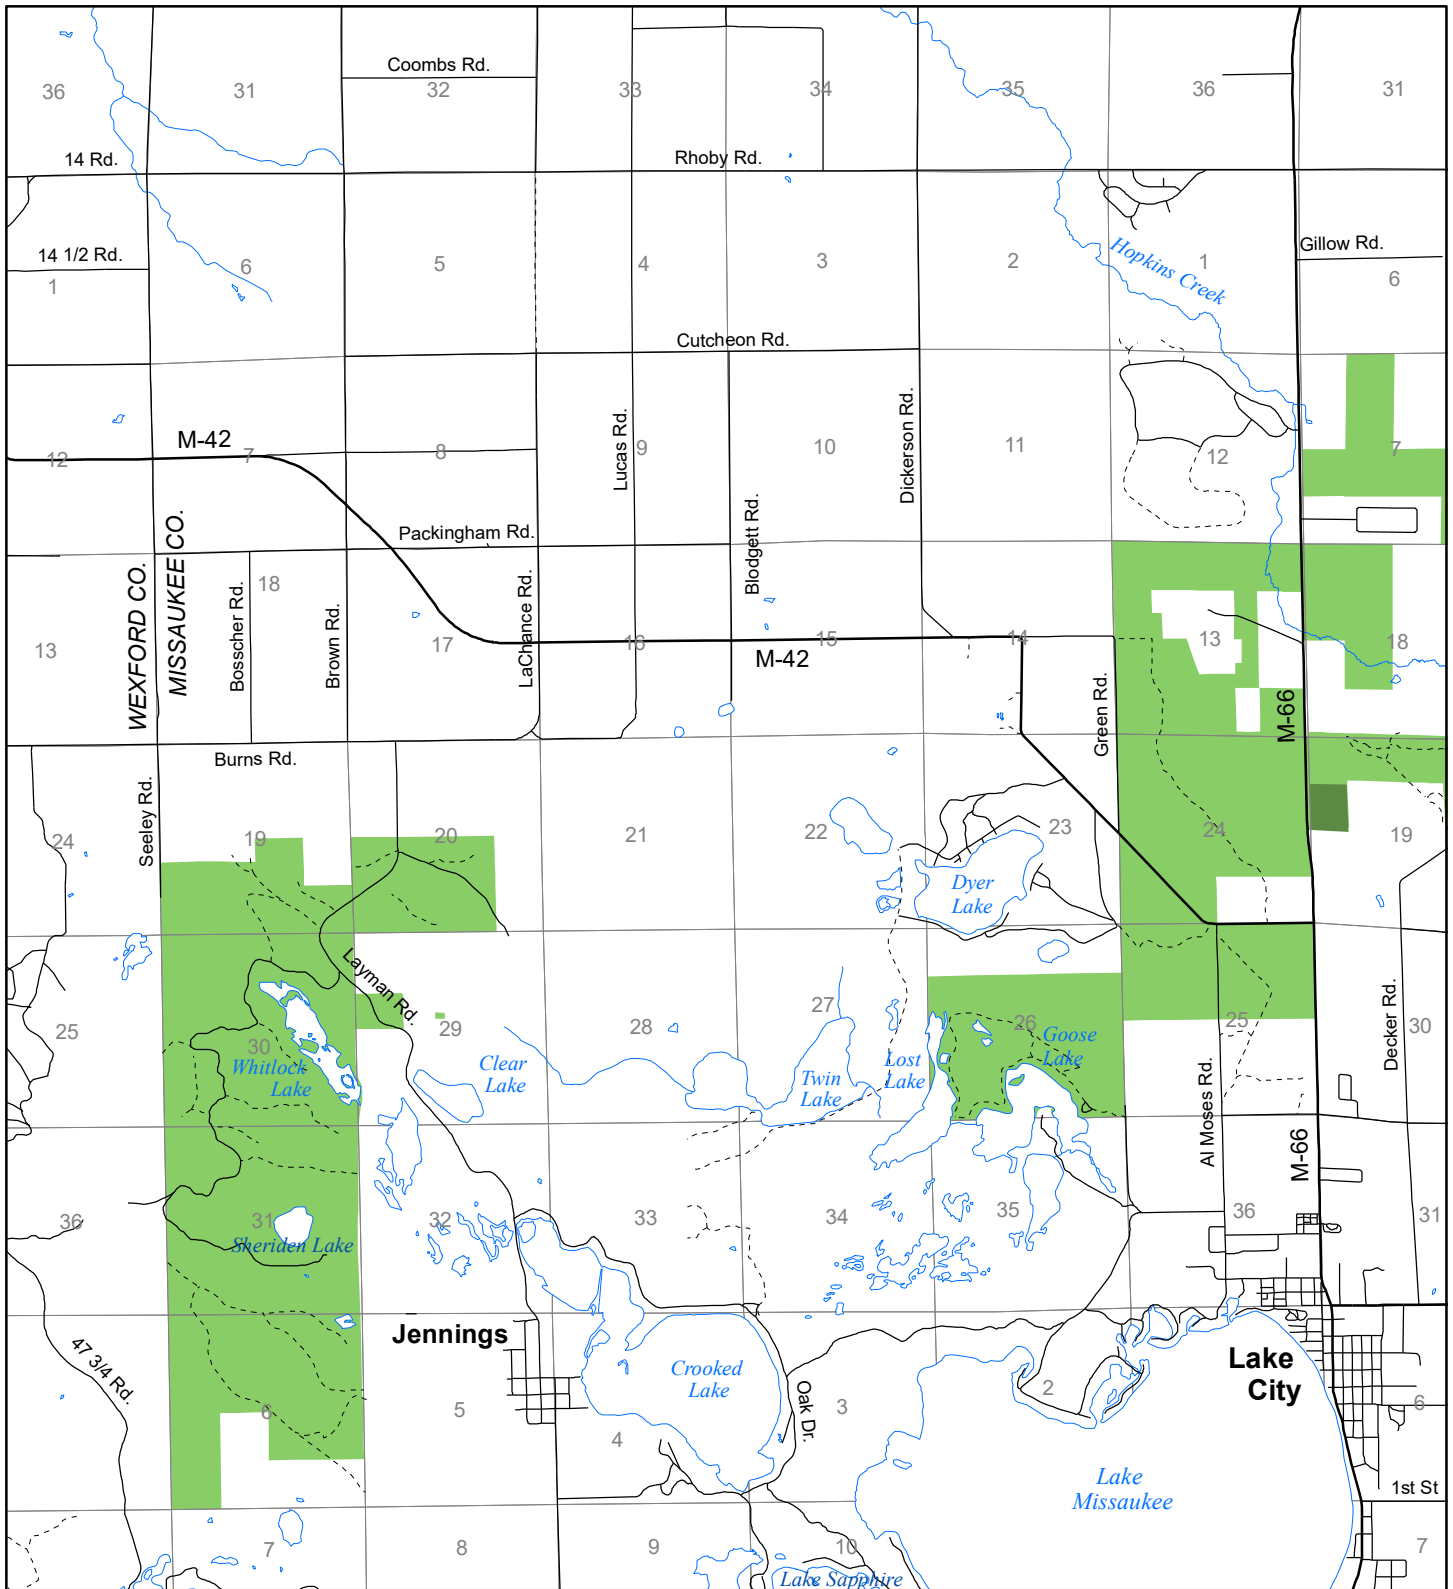 Coombs Rd.
36
31
32
33
34
35
36
31
14 Rd.
Rhoby Rd.
14 1/2 Rd.
Hopkins Creek
Gillow Rd.
1
6
5
4
3
2
1
6
Cutcheon Rd.
M-42
12
7
8
Lucas Rd.
9
10
Dickerson Rd.
11
12
7
Packingham Rd.
Blodgett Rd.
WEXFORD CO.
MISSAUKEE CO.
Bosscher Rd.
18
Brown Rd.
LaChance Rd.
13
17
16
15
14
13
18
M-42
Green Rd.
M-66
Burns Rd.
Seeley Rd.
24
19
20
21
22
23
24
19
Dyer
Lake
Layman Rd.
25
30
29
28
27
26
25
30
Whitlock
Lake
Clear
Lake
Twin
Lake
Lost
Lake
Goose
Lake
Al Moses Rd.
Decker Rd.
M-66
36
31
32
33
34
35
36
31
Sheriden Lake
47 3/4 Rd.
Jennings
Crooked
Lake
Oak Dr.
Lake
City
6
5
4
3
2
6
Lake
Missaukee
1st St
7
8
9
10
7
Lake Sapphire